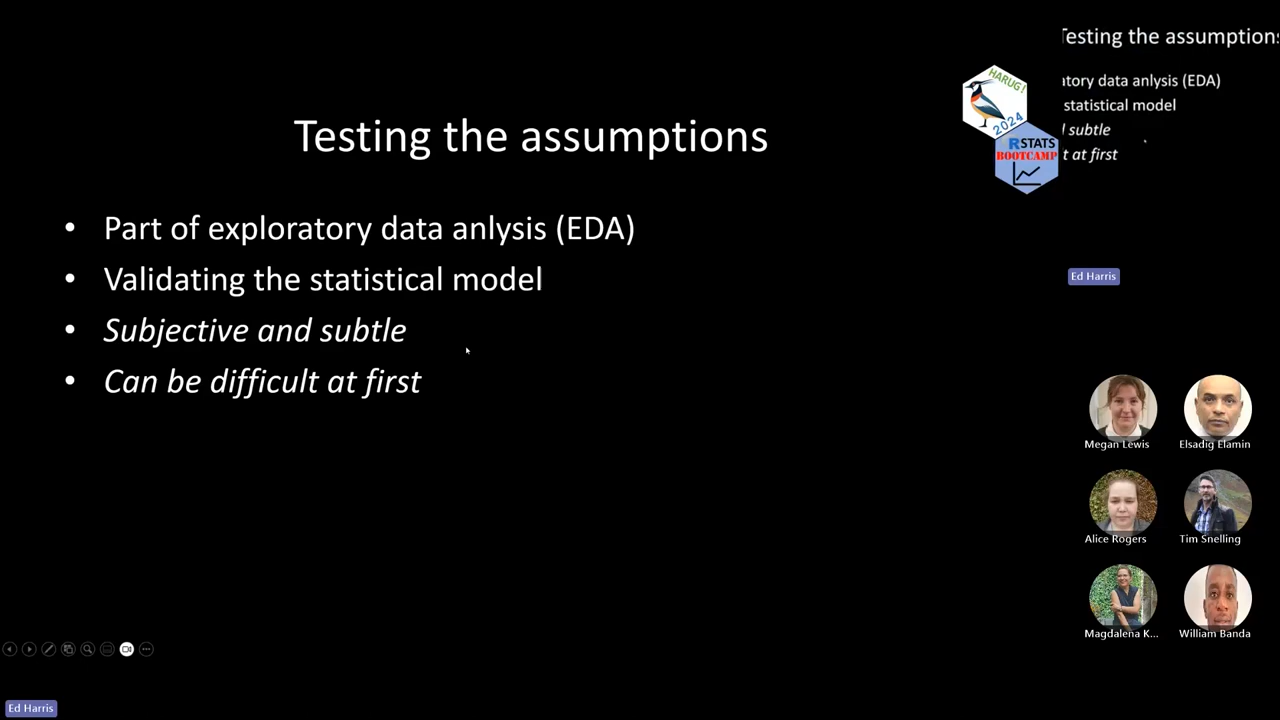 Testing the assumptions
• Part of exploratory data anlysis (EDA)
• Validating the statistical model
• Subjective and subtle
• Can be difficult at first
HARUG!
2024
RSTATS
BOOTCAMP
Testing the assumptions
atory data anlysis (EDA)
statistical model
l subtle
t at first
Ed Harris
Megan Lewis
Elsadig Elamin
Alice Rogers
Tim Snelling
Magdalena K...
William Banda
Ed Harris